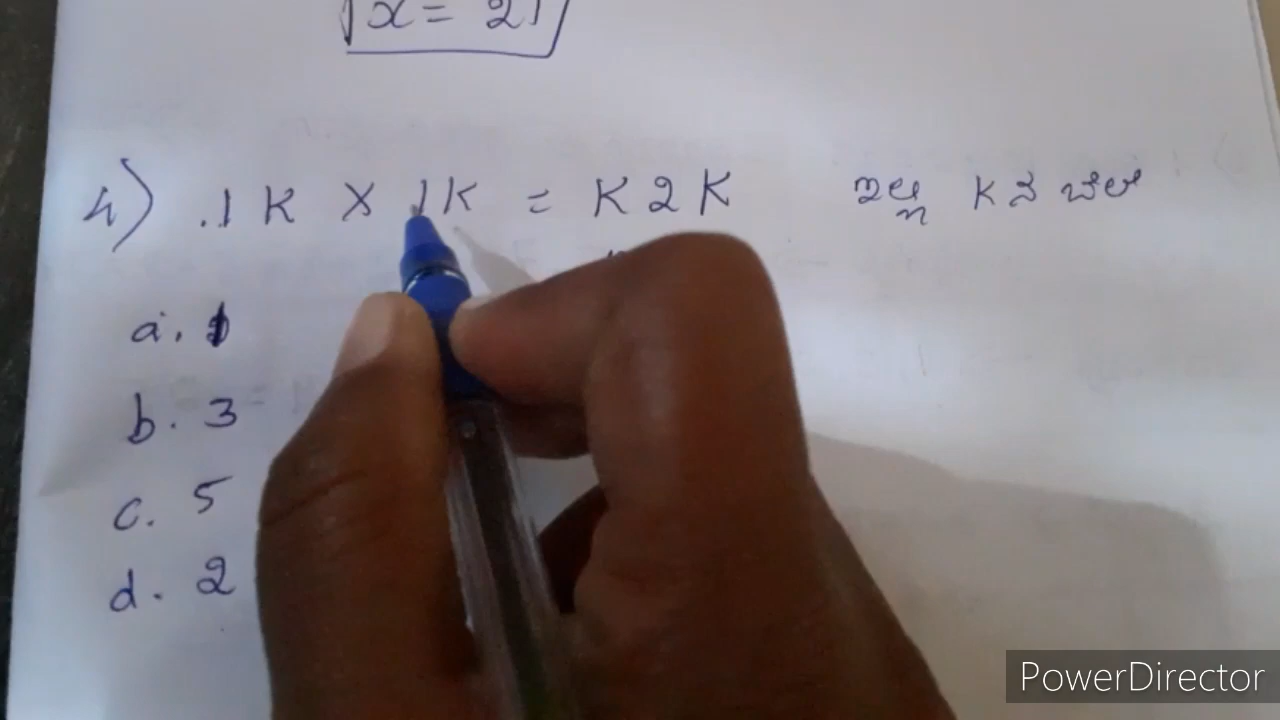 x = 21
4) .1K X 1K = K2K ಇಲ್ಲಿ K ನ ಬೆಲೆ
a. 1
b. 3
c. 5
d. 2
PowerDirector